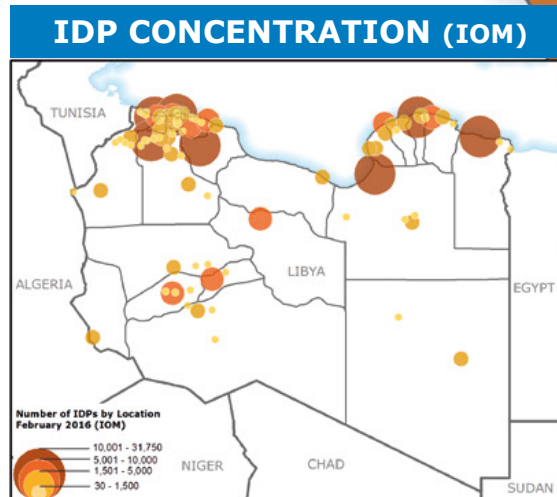 IDP CONCENTRATION (IOM)
TUNISIA
ALGERIA
LIBYA
EGYPT
Number of IDPs by Location
February 2016 (IOM)
10,001 - 31,750
5,001 - 10,000
1,501 - 5,000
30 - 1,500
NIGER
CHAD
SUDAN